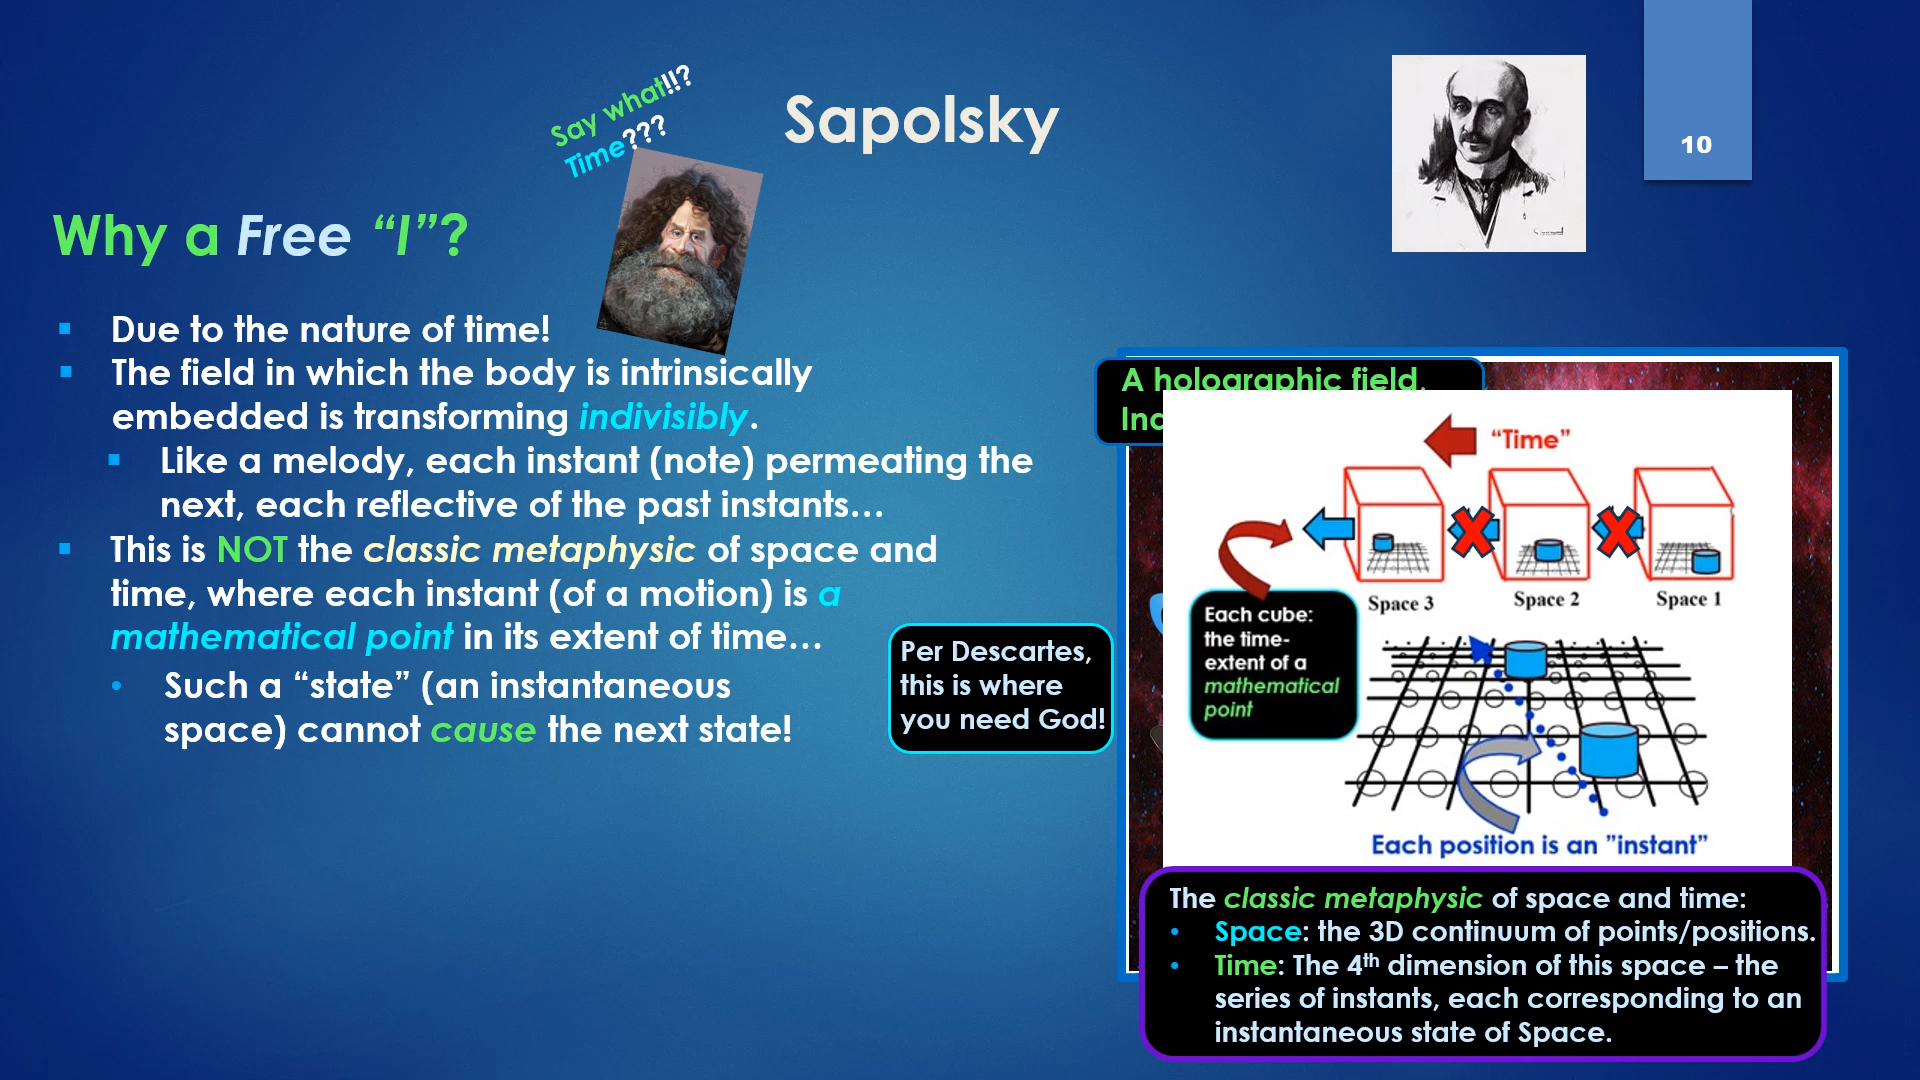 Say what!!?
Time???
Sapolsky
10
Why a Free “I”?
Due to the nature of time!
The field in which the body is intrinsically
embedded is transforming indivisibly.
Like a melody, each instant (note) permeating the
next, each reflective of the past instants…
This is NOT the classic metaphysic of space and
time, where each instant (of a motion) is a
mathematical point in its extent of time…
Such a “state” (an instantaneous
space) cannot cause the next state!
Per Descartes,
this is where
you need God!
A holographic field.
“Time”
Space 3
Space 2
Space 1
Each cube:
the time-
extent of a
mathematical
point
Each position is an ”instant”
The classic metaphysic of space and time:
Space: the 3D continuum of points/positions.
Time: The 4th dimension of this space – the
series of instants, each corresponding to an
instantaneous state of Space.